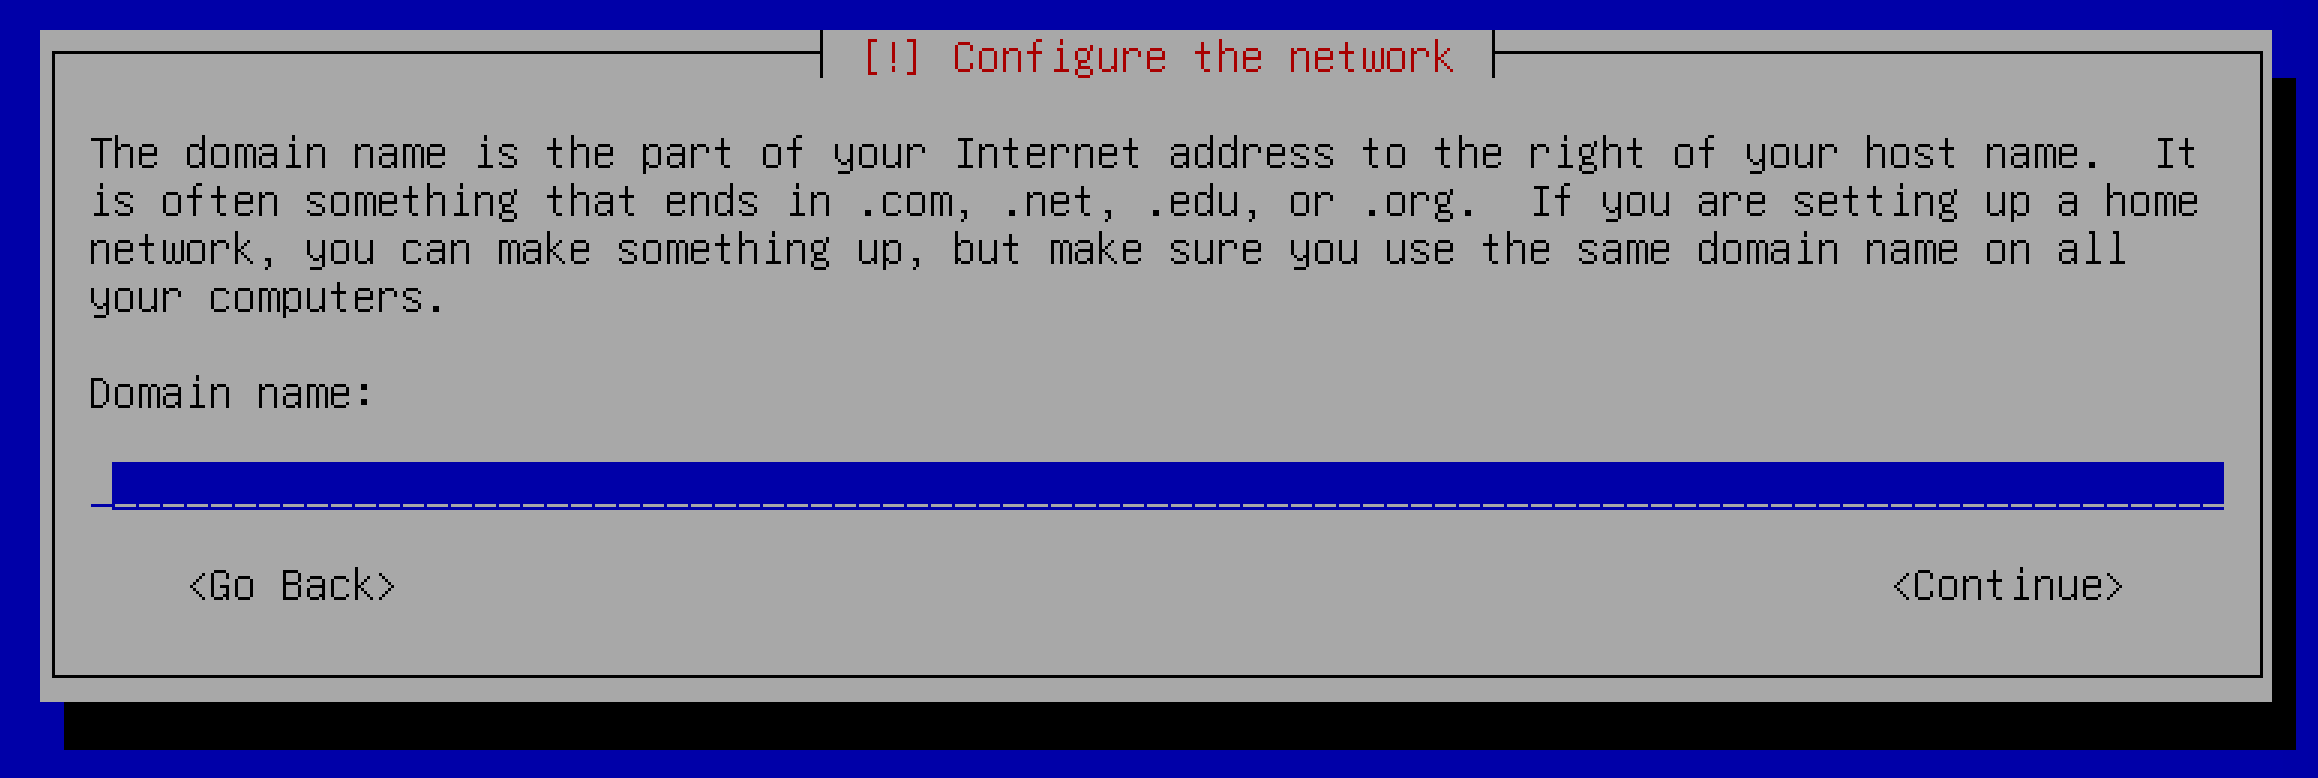 [!] Configure the network
The domain name is the part of your Internet address to the right of your host name.  It
is often something that ends in .com, .net, .edu, or .org.  If you are setting up a home
network, you can make something up, but make sure you use the same domain name on all
your computers.
Domain name:
<Go Back> <Continue>